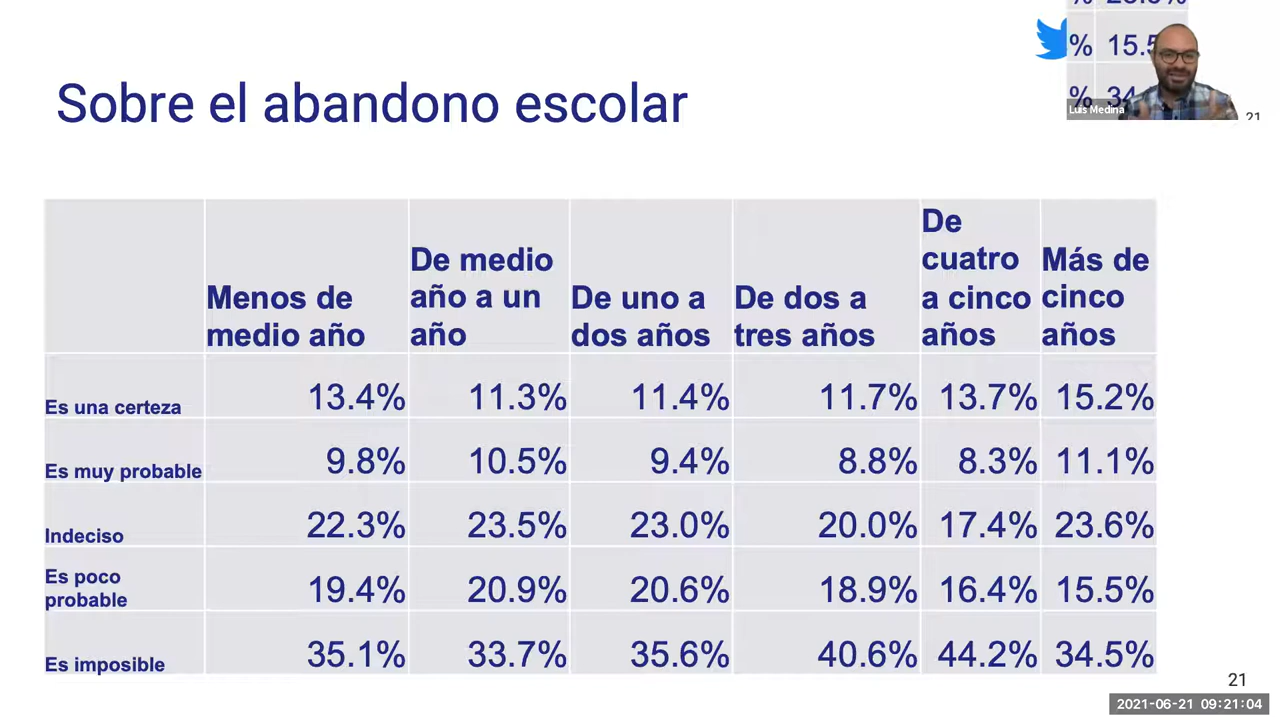 Sobre el abandono escolar
% 15.5
% 34
Luis Medina
21
De
De medio cuatro Más de
Menos de año a un De uno a De dos a a cinco cinco
medio año año dos años tres años años años
Es una certeza 13.4% 11.3% 11.4% 11.7% 13.7% 15.2%
Es muy probable 9.8% 10.5% 9.4% 8.8% 8.3% 11.1%
Indeciso 22.3% 23.5% 23.0% 20.0% 17.4% 23.6%
Es poco
probable 19.4% 20.9% 20.6% 18.9% 16.4% 15.5%
Es imposible 35.1% 33.7% 35.6% 40.6% 44.2% 34.5%
21
2021-06-21 09:21:04